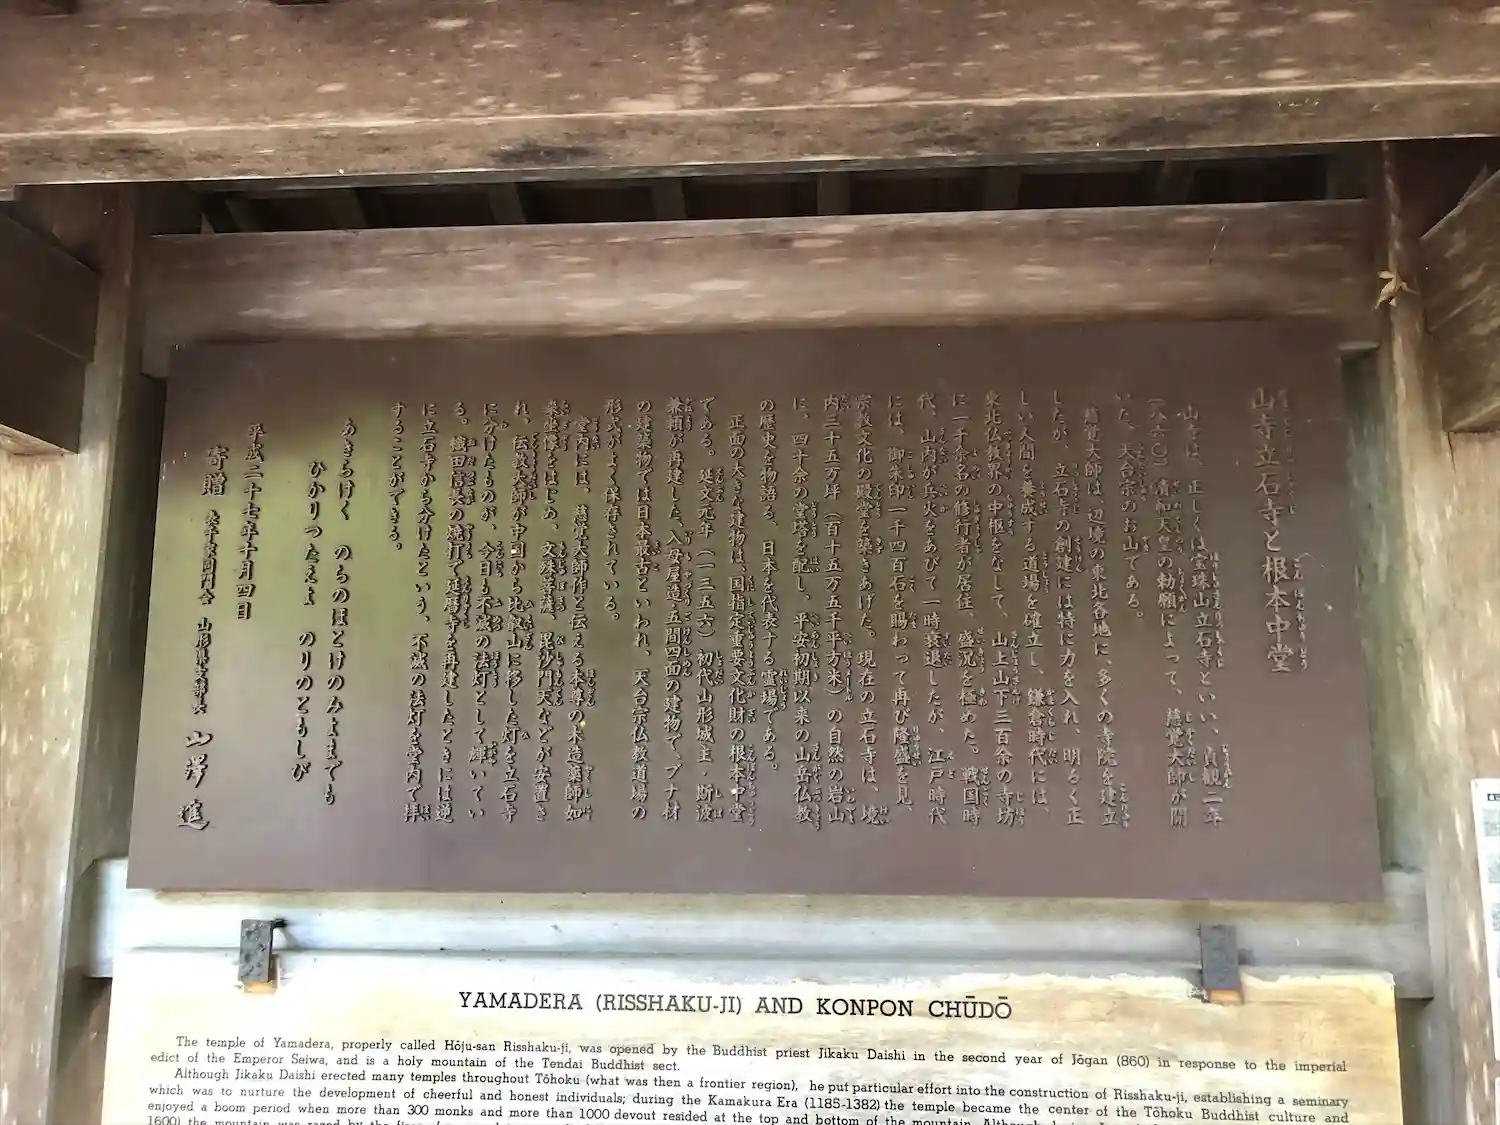 山寺立石寺と根本中堂
山寺は、正しくは宝珠山立石寺といい、貞観二年
(八六〇)清和天皇の勅願によって、慈覚大師が開
いた、天台宗のお山である。
慈覚大師は、辺境の東北各地に、多くの寺院を建立
したが、立石寺の創建には特に力を入れ、明るく正
しい人間を養成する道場を確立し、鎌倉時代には、
東北仏教界の中枢をなして、山上山下三百余の寺坊
に一千余名の修行者が居住、盛況を極めた。戦国時
代、山内が兵火をあびて一時衰退したが、江戸時代
には、御朱印一千四百石を賜わって再び隆盛を見、
宗教文化の殿堂を築きあげた。現在の立石寺は、境
内三十五万坪(百十五万五千平方米)の自然の岩山
に、四十余の堂塔を配し、平安初期以来の山岳仏教
の歴史を物語る、日本を代表する霊場である。
正面の大きな建物は、国指定重要文化財の根本中堂
である。延文元年(一三五六)初代山形城主・斯波
兼頼が再建した、入母屋造・五間四面の建物で、ブナ材
の建築物では日本最古といわれ、天台宗仏教道場の
形式がよく保存されている。
堂内には、慈覚大師作と伝える本尊の木造薬師如
来坐像をはじめ、文殊菩薩、毘沙門天などが安置さ
れ、伝教大師が中国から比叡山に移した灯を立石寺
に分けたものが、今日も不滅の法灯として輝いてい
る。織田信長の焼打で延暦寺を再建したときには逆
に立石寺から分けたという、不滅の法灯を堂内で拝
することができる。
あきらけく のちのほとけのみよまでも
ひかりつたえよ のりのともしび
平成二十七年十月四日
寄贈 表千家同門会 山形県支部長 山澤進
YAMADERA (RISSHAKU-JI) AND KONPON CHŪDŌ
The temple of Yamadera, properly called Hōju-san Risshaku-ji, was opened by the Buddhist priest Jikaku Daishi in the second year of Jōgan (860) in response to the imperial
edict of the Emperor Seiwa, and is a holy mountain of the Tendai Buddhist sect.
Although Jikaku Daishi erected many temples throughout Tōhoku (what was then a frontier region), he put particular effort into the construction of Risshaku-ji, establishing a seminary
which was to nurture the development of cheerful and honest individuals; during the Kamakura Era (1185-1382) the temple became the center of the Tōhoku Buddhist culture and
enjoyed a boom period when more than 300 monks and more than 1000 devout resided at the top and bottom of the mountain.